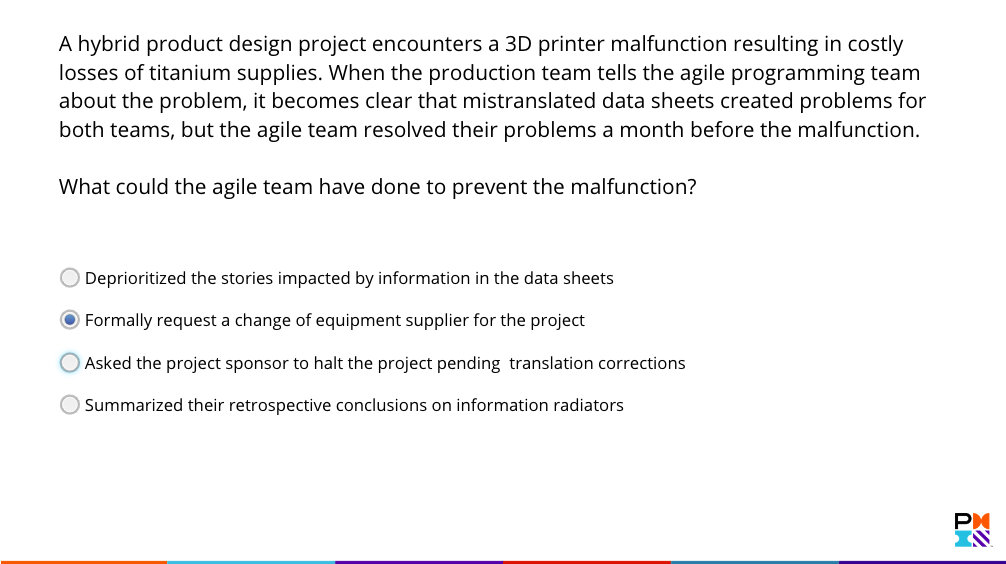 A hybrid product design project encounters a 3D printer malfunction resulting in costly
losses of titanium supplies. When the production team tells the agile programming team
about the problem, it becomes clear that mistranslated data sheets created problems for
both teams, but the agile team resolved their problems a month before the malfunction.
What could the agile team have done to prevent the malfunction?
Deprioritized the stories impacted by information in the data sheets
Formally request a change of equipment supplier for the project
Asked the project sponsor to halt the project pending  translation corrections
Summarized their retrospective conclusions on information radiators